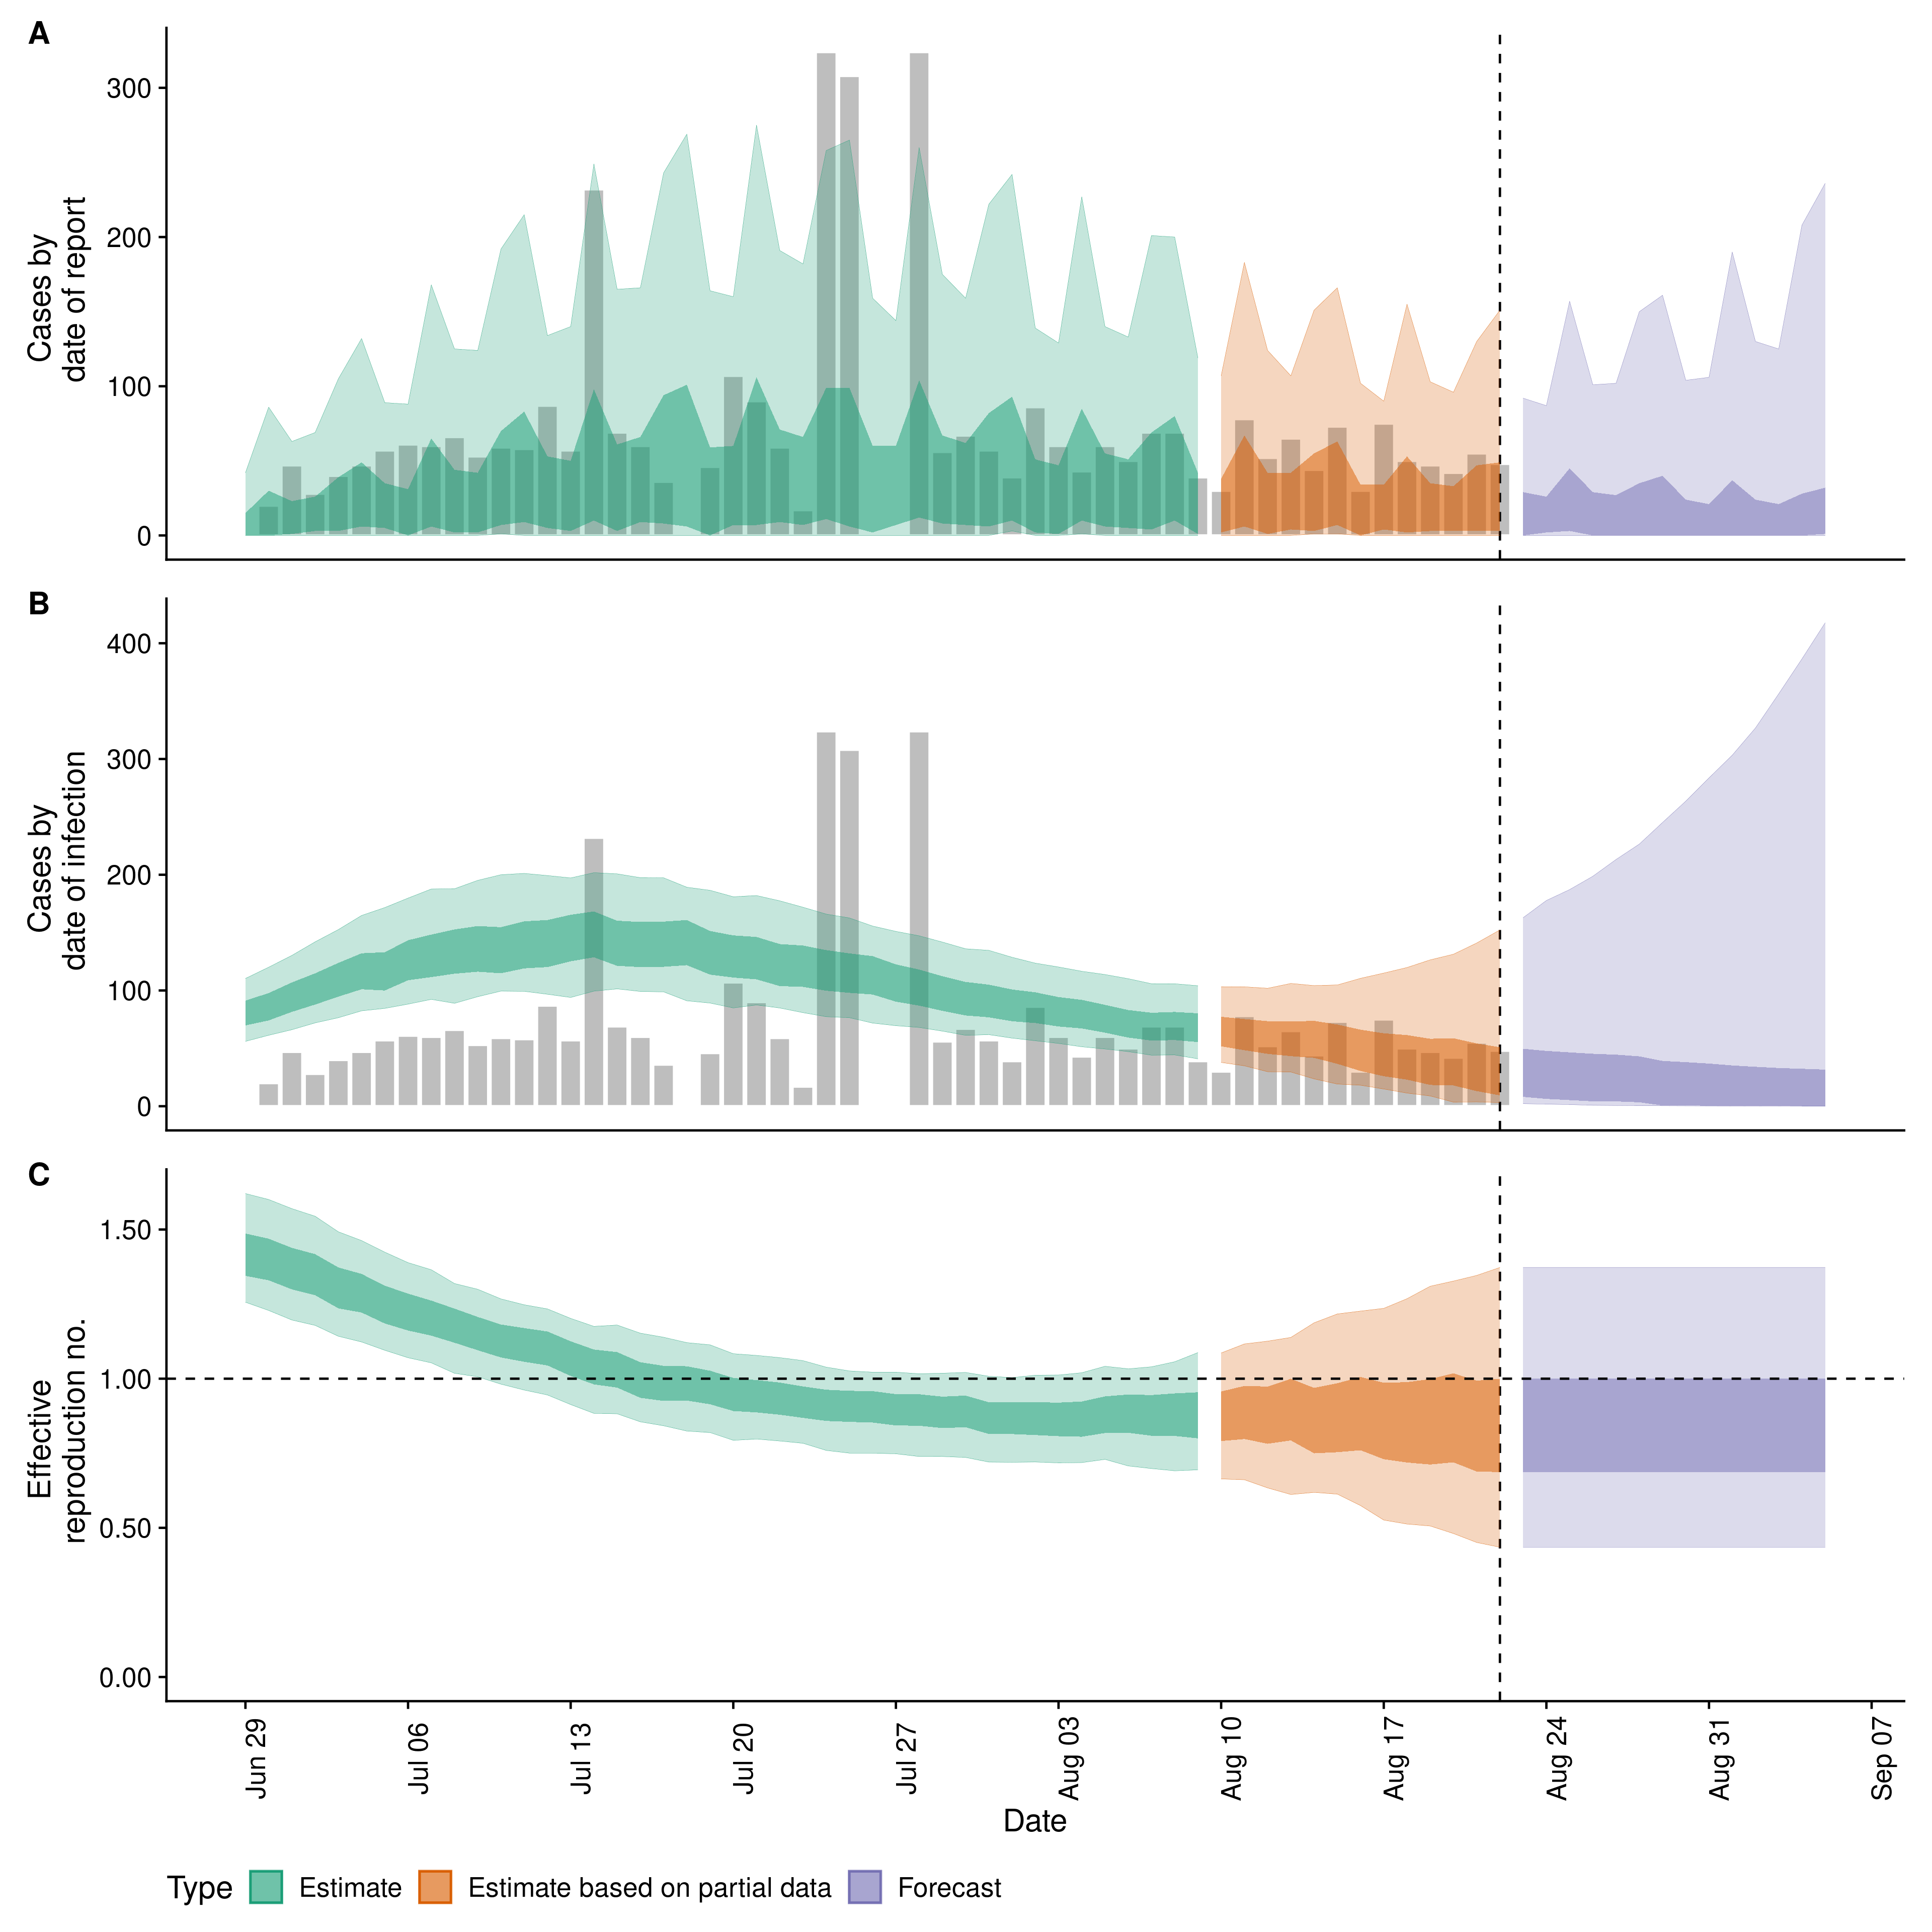 A
300
200
100
0
Cases by
date of report
B
400
300
200
100
0
Cases by
date of infection
C
1.50
1.00
0.50
0.00
Effective
reproduction no.
Jun 29
Jul 06
Jul 13
Jul 20
Jul 27
Aug 03
Aug 10
Aug 17
Aug 24
Aug 31
Sep 07
Date
Type Estimate Estimate based on partial data Forecast